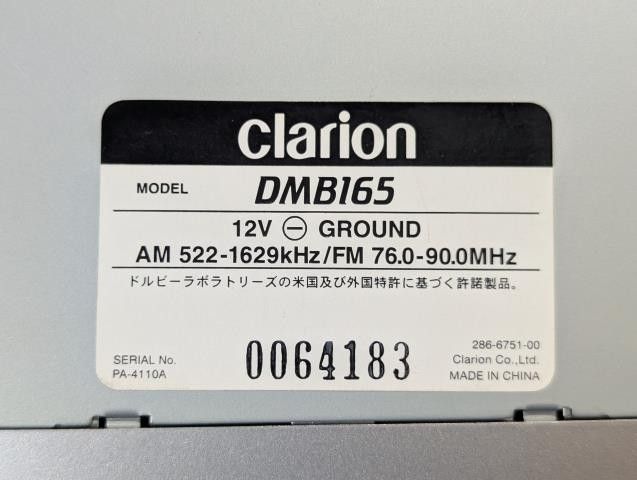 clarion
MODEL DMB165
12V ⊖ GROUND
AM 522-1629kHz/FM 76.0-90.0MHz
ドルビーラボラトリーズの米国及び外国特許に基づく許諾製品。
SERIAL No.
PA-4110A
0064183
286-6751-00
Clarion Co.,Ltd.
MADE IN CHINA